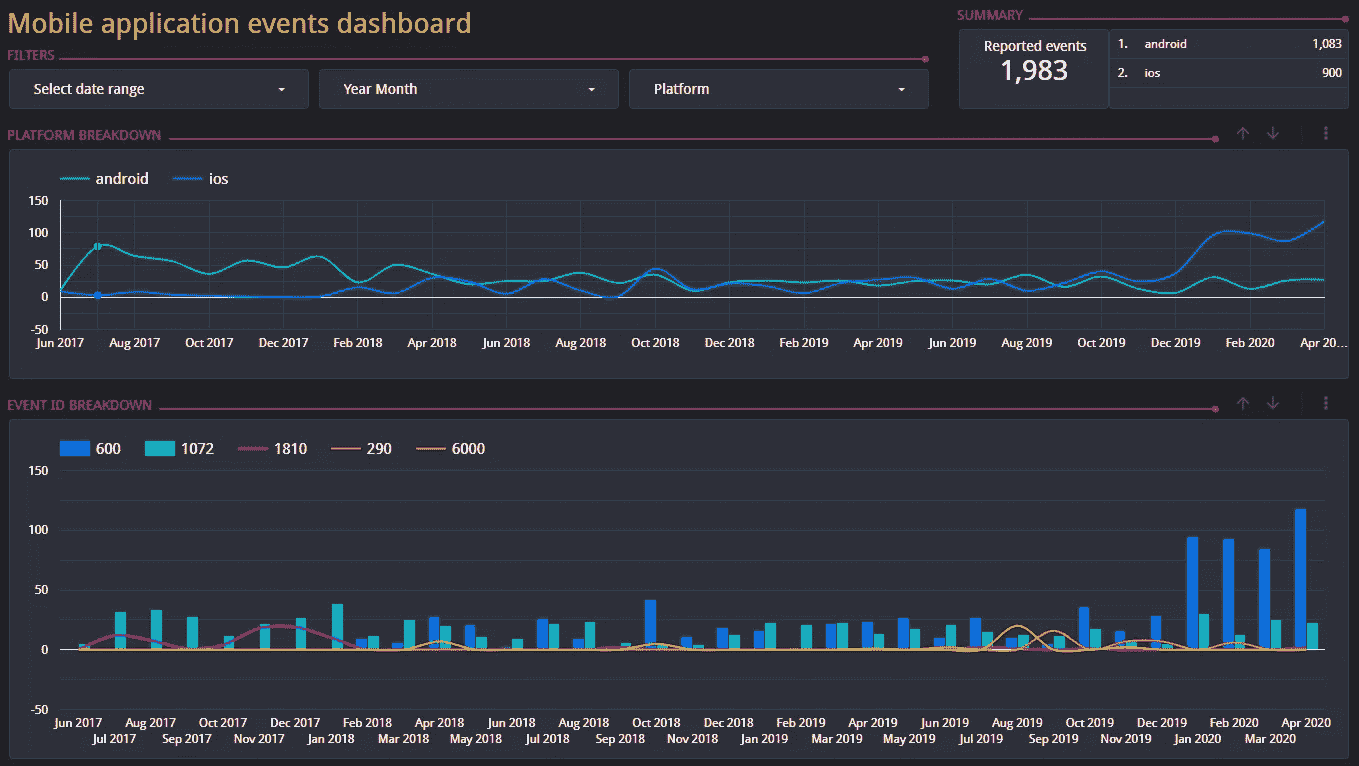 Mobile application events dashboard
SUMMARY
Reported events
1,983
1. android 1,083
2. ios 900
FILTERS
Select date range
Year Month
Platform
PLATFORM BREAKDOWN
android ios
150
100
50
0
-50
Jun 2017 Aug 2017 Oct 2017 Dec 2017 Feb 2018 Apr 2018 Jun 2018 Aug 2018 Oct 2018 Dec 2018 Feb 2019 Apr 2019 Jun 2019 Aug 2019 Oct 2019 Dec 2019 Feb 2020 Apr 20...
EVENT ID BREAKDOWN
600 1072 1810 290 6000
150
100
50
0
-50
Jun 2017 Aug 2017 Oct 2017 Dec 2017 Feb 2018 Apr 2018 Jun 2018 Aug 2018 Oct 2018 Dec 2018 Feb 2019 Apr 2019 Jun 2019 Aug 2019 Oct 2019 Dec 2019 Feb 2020 Apr 2020
Jul 2017 Sep 2017 Nov 2017 Jan 2018 Mar 2018 May 2018 Jul 2018 Sep 2018 Nov 2018 Jan 2019 Mar 2019 May 2019 Jul 2019 Sep 2019 Nov 2019 Jan 2020 Mar 2020